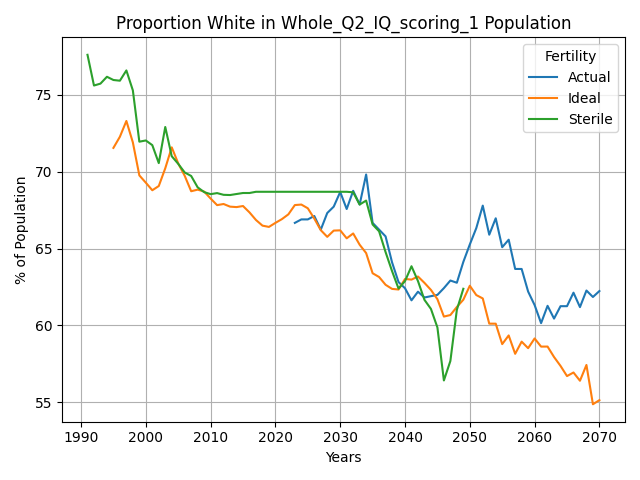 Proportion White in Whole_Q2_IQ_scoring_1 Population
Fertility
Actual
Ideal
Sterile
% of Population
75
70
65
60
55
1990 2000 2010 2020 2030 2040 2050 2060 2070
Years